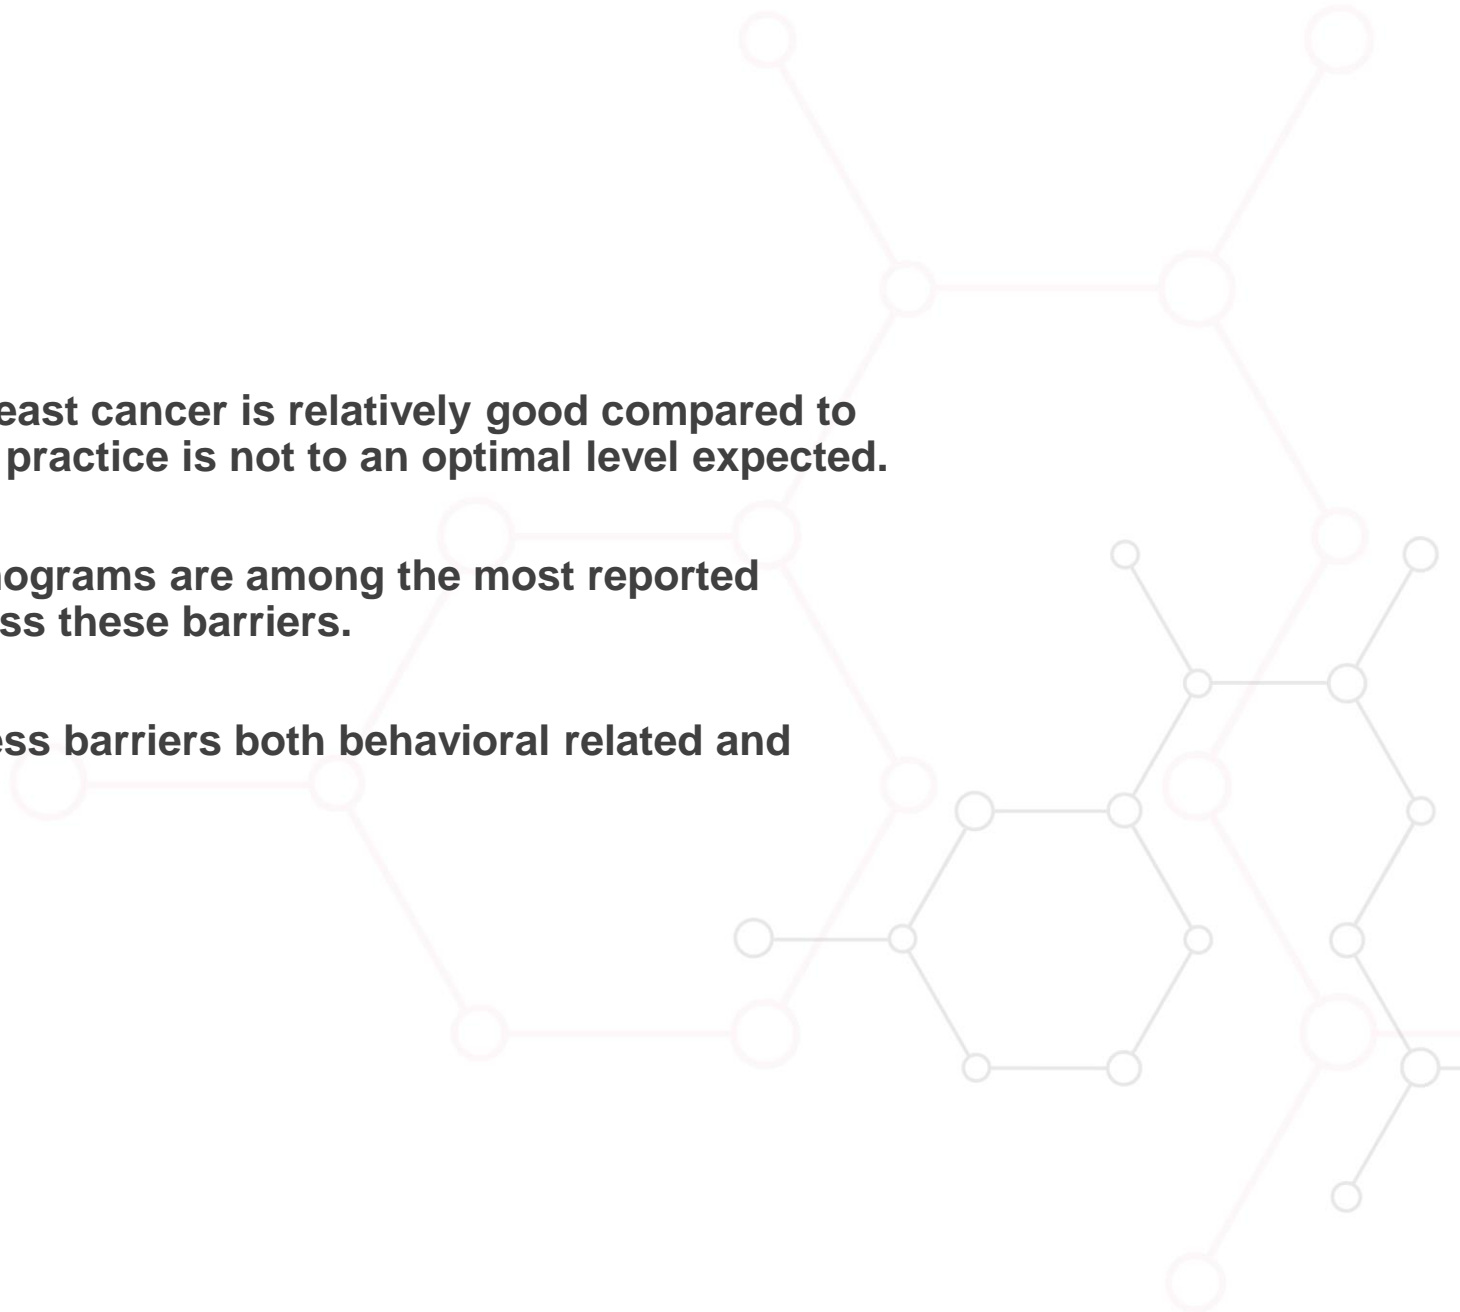 east cancer is relatively good compared to
practice is not to an optimal level expected.
nograms are among the most reported
ss these barriers.
ess barriers both behavioral related and